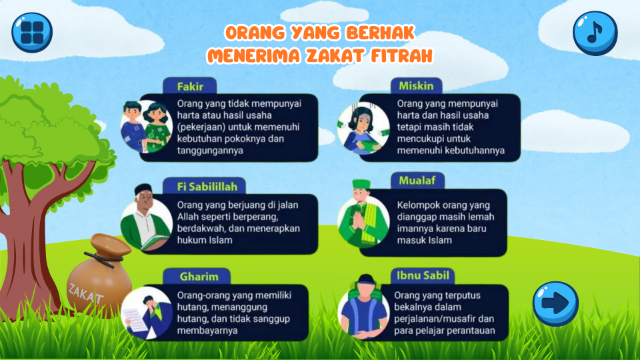 ORANG YANG BERHAK
MENERIMA ZAKAT FITRAH
Fakir
Orang yang tidak mempunyai
harta atau hasil usaha
(pekerjaan) untuk memenuhi
kebutuhan pokoknya dan
tanggungannya
Miskin
Orang yang mempunyai
harta dan hasil usaha
tetapi masih tidak
mencukupi untuk
memenuhi kebutuhannya
Fi Sabilillah
Orang yang berjuang di jalan
Allah seperti berperang,
berdakwah, dan menerapkan
hukum Islam
Mualaf
Kelompok orang yang
dianggap masih lemah
imannya karena baru
masuk Islam
Gharim
Orang-orang yang memiliki
hutang, menanggung
hutang, dan tidak sanggup
membayarnya
Ibnu Sabil
Orang yang terputus
bekalnya dalam
perjalanan/musafir dan
para pelajar perantauan
ZAKAT